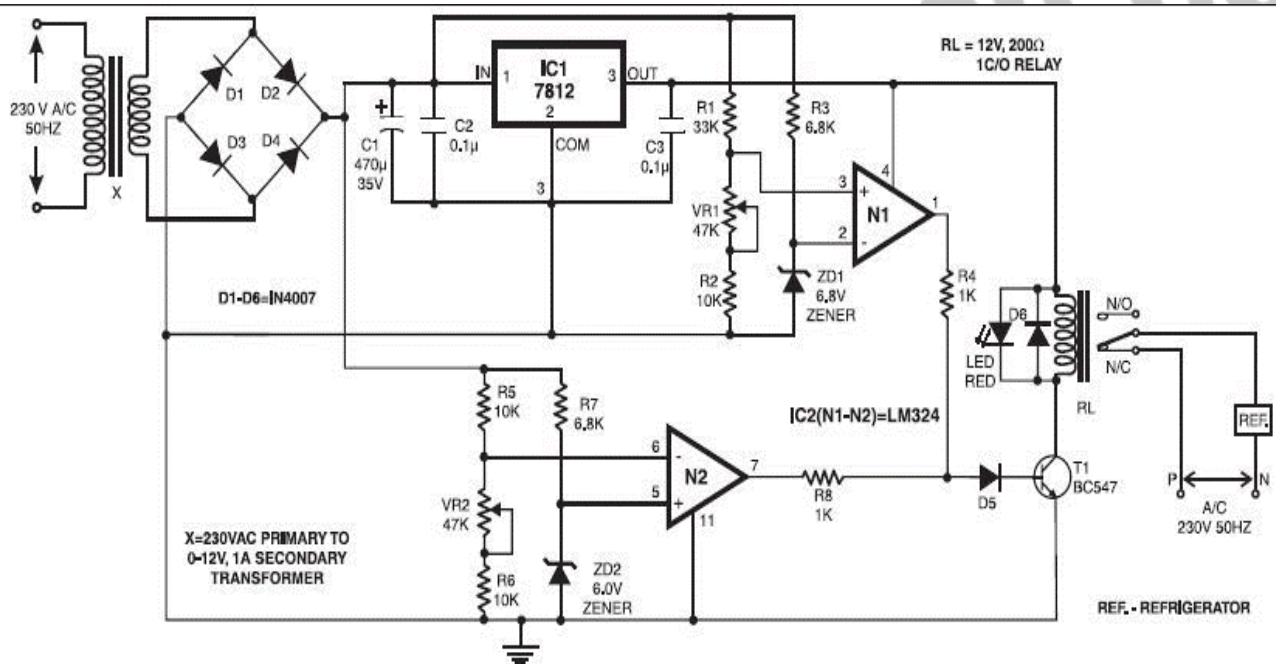 230 V A/C
50HZ
X
D1
D2
D3
D4
D1-D6=IN4007
C1
470µ
35V
C2
0.1µ
IN
1
IC1
7812
2
3
OUT
COM
3
C3
0.1µ
R1
33K
VR1
47K
R2
10K
R3
6.8K
ZD1
6.8V
ZENER
3
+
2
-
N1
4
1
R4
1K
RL = 12V, 200Ω
1C/O RELAY
D6
LED
RED
N/O
N/C
RL
REF.
P
N
A/C
230V 50HZ
T1
BC547
D5
IC2(N1-N2)=LM324
R5
10K
VR2
47K
R6
10K
R7
6.8K
ZD2
6.0V
ZENER
6
-
5
+
N2
7
11
R8
1K
X=230VAC PRIMARY TO
0-12V, 1A SECONDARY
TRANSFORMER
REF. - REFRIGERATOR